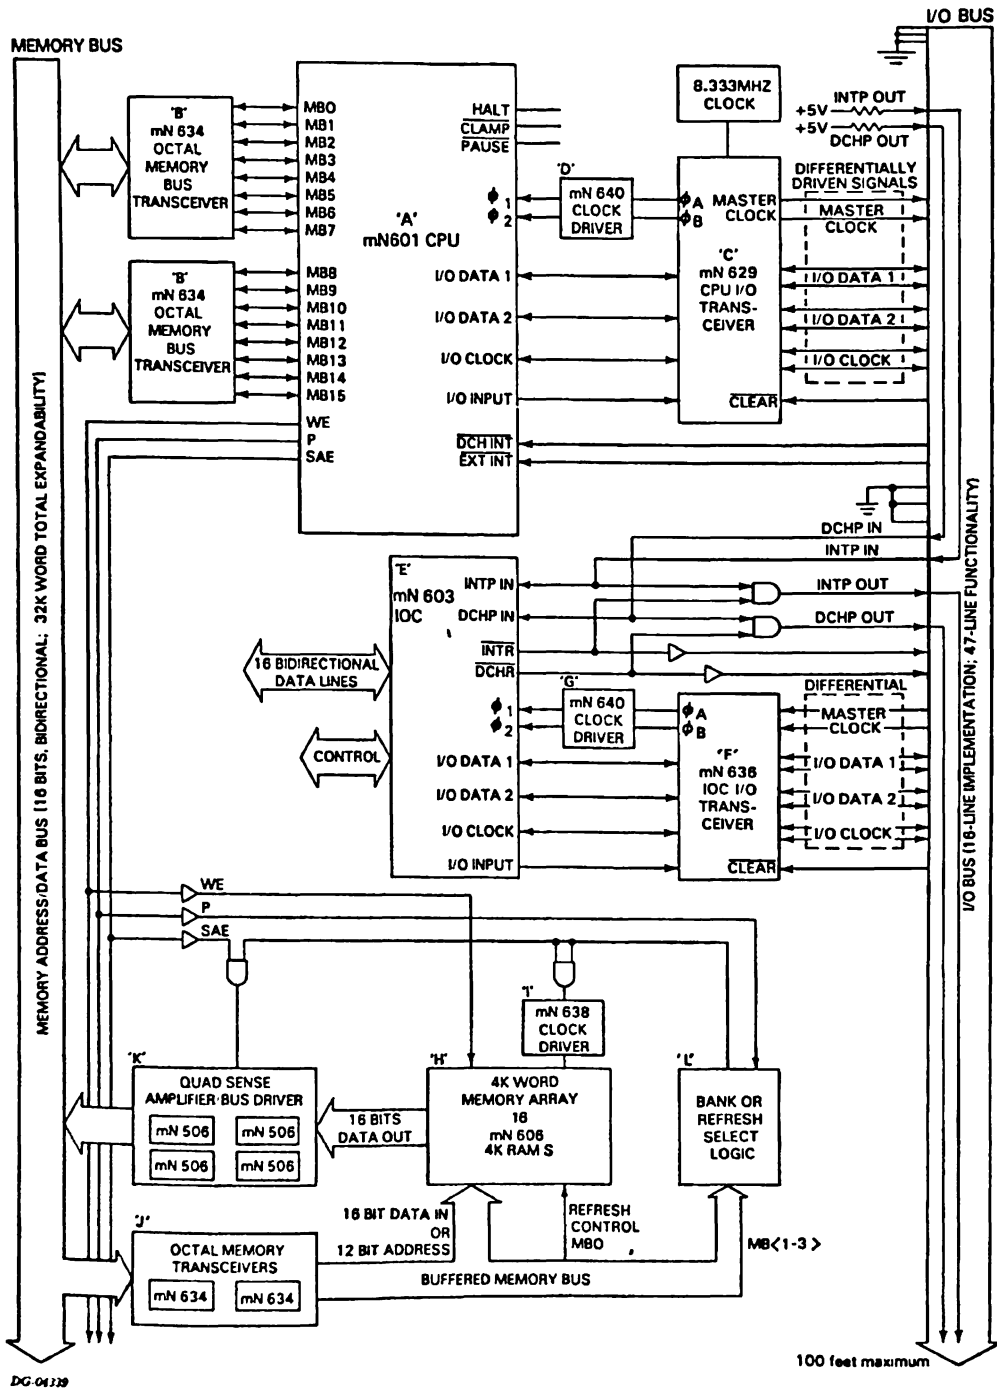 I/O BUS
MEMORY BUS
'B'
mN 634
OCTAL
MEMORY
BUS
TRANSCEIVER
MB0
MB1
MB2
MB3
MB4
MB5
MB6
MB7
'B'
mN 634
OCTAL
MEMORY
BUS
TRANSCEIVER
MB8
MB9
MB10
MB11
MB12
MB13
MB14
MB15
WE
P
SAE
'A'
mN601 CPU
HALT
CLAMP
PAUSE
ϕ 1
ϕ 2
I/O DATA 1
I/O DATA 2
I/O CLOCK
I/O INPUT
DCH INT
EXT INT
'D'
mN 640
CLOCK
DRIVER
8.333MHZ
CLOCK
ϕA
ϕB
MASTER
CLOCK
'C'
mN 629
CPU I/O
TRANS-
CEIVER
CLEAR
+5V
INTP OUT
+5V
DCHP OUT
DIFFERENTIALLY
DRIVEN SIGNALS
MASTER
CLOCK
I/O DATA 1
I/O DATA 2
I/O CLOCK
DCHP IN
INTP IN
INTP OUT
DCHP OUT
'E'
mN 603
IOC
INTP IN
DCHP IN
INTR
DCHR
ϕ 1
ϕ 2
I/O DATA 1
I/O DATA 2
I/O CLOCK
I/O INPUT
16 BIDIRECTIONAL
DATA LINES
CONTROL
'G'
mN 640
CLOCK
DRIVER
ϕA
ϕB
'F'
mN 636
IOC I/O
TRANS-
CEIVER
CLEAR
DIFFERENTIAL
MASTER
CLOCK
I/O DATA 1
I/O DATA 2
I/O CLOCK
MEMORY ADDRESS/DATA BUS (16 BITS, BIDIRECTIONAL; 32K WORD TOTAL EXPANDABILITY)
I/O BUS (16-LINE IMPLEMENTATION; 47-LINE FUNCTIONALITY)
WE
P
SAE
'I'
mN 638
CLOCK
DRIVER
'K'
QUAD SENSE
AMPLIFIER/BUS DRIVER
mN 506
mN 506
mN 506
mN 506
16 BITS
DATA OUT
'H'
4K WORD
MEMORY ARRAY
16
mN 606
4K RAM S
'L'
BANK OR
REFRESH
SELECT
LOGIC
'J'
OCTAL MEMORY
TRANSCEIVERS
mN 634
mN 634
16 BIT DATA IN
OR
12 BIT ADDRESS
REFRESH
CONTROL
MB0
MB<1-3>
BUFFERED MEMORY BUS
100 feet maximum
DG-04339